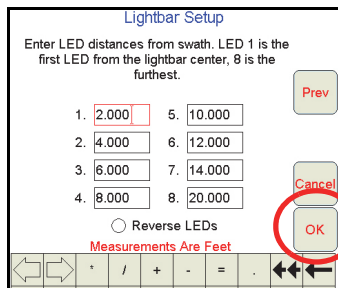 Lightbar Setup
Enter LED distances from swath. LED 1 is the
first LED from the lightbar center, 8 is the
furthest.
Prev
1. 2.000 5. 10.000
2. 4.000 6. 12.000
3. 6.000 7. 14.000
4. 8.000 8. 20.000
Cancel
OK
Reverse LEDs
Measurements Are Feet
* / + - = .